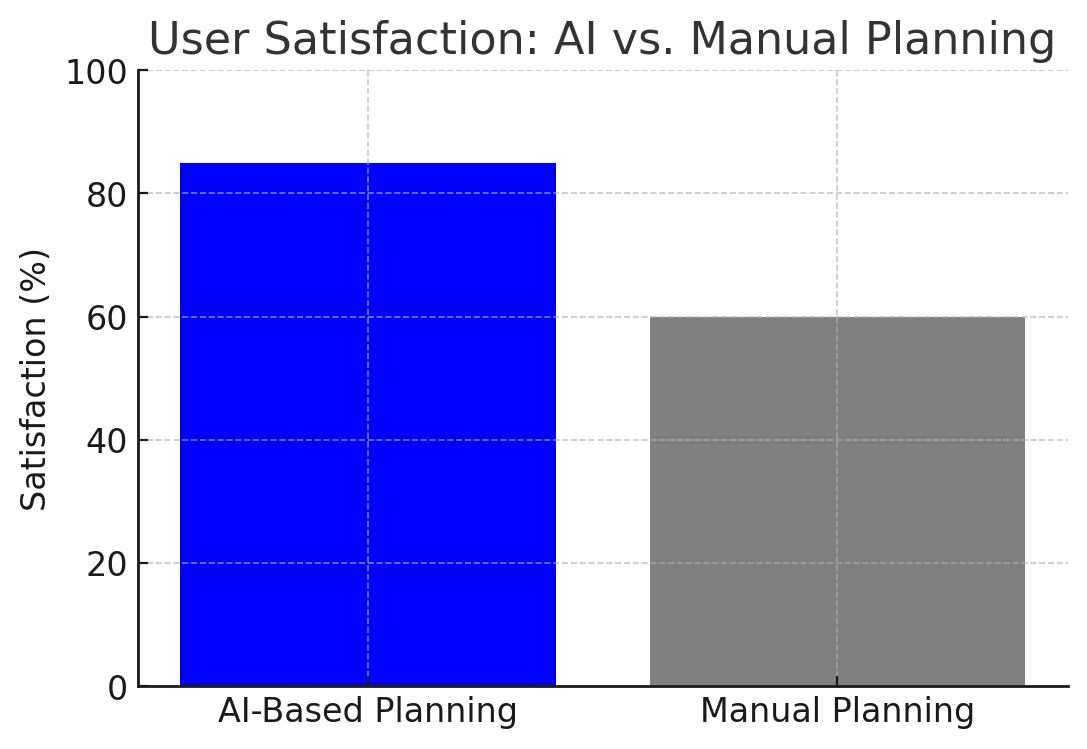 User Satisfaction: AI vs. Manual Planning
100
80
60
40
20
0
Satisfaction (%)
AI-Based Planning
Manual Planning